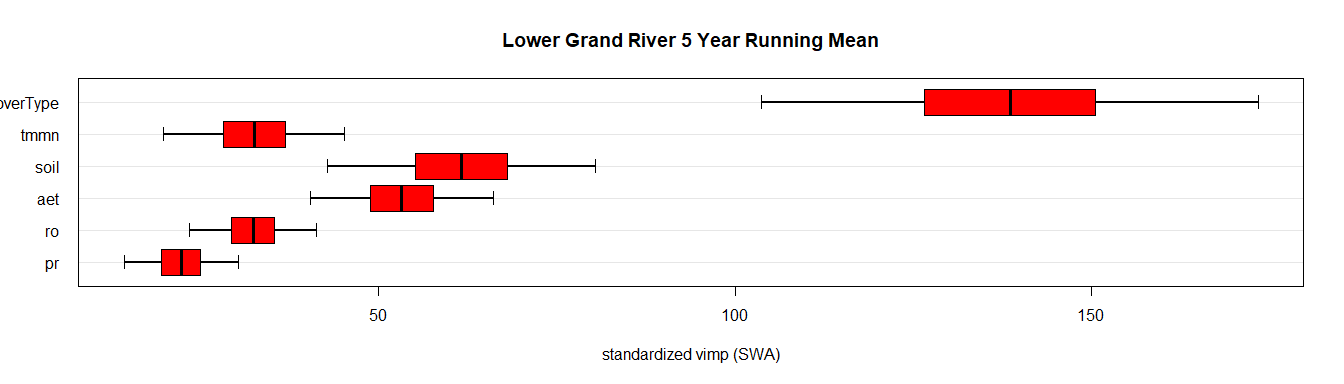 Lower Grand River 5 Year Running Mean
overType
tmmn
soil
aet
ro
pr
50 100 150
standardized vimp (SWA)